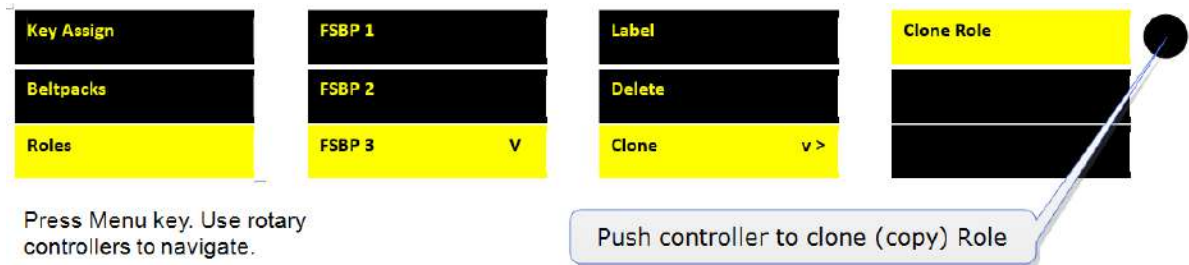 Key Assign
Beltpacks
Roles
FSBP 1
FSBP 2
FSBP 3 V
Label
Delete
Clone v >
Clone Role
Press Menu key. Use rotary
controllers to navigate.
Push controller to clone (copy) Role